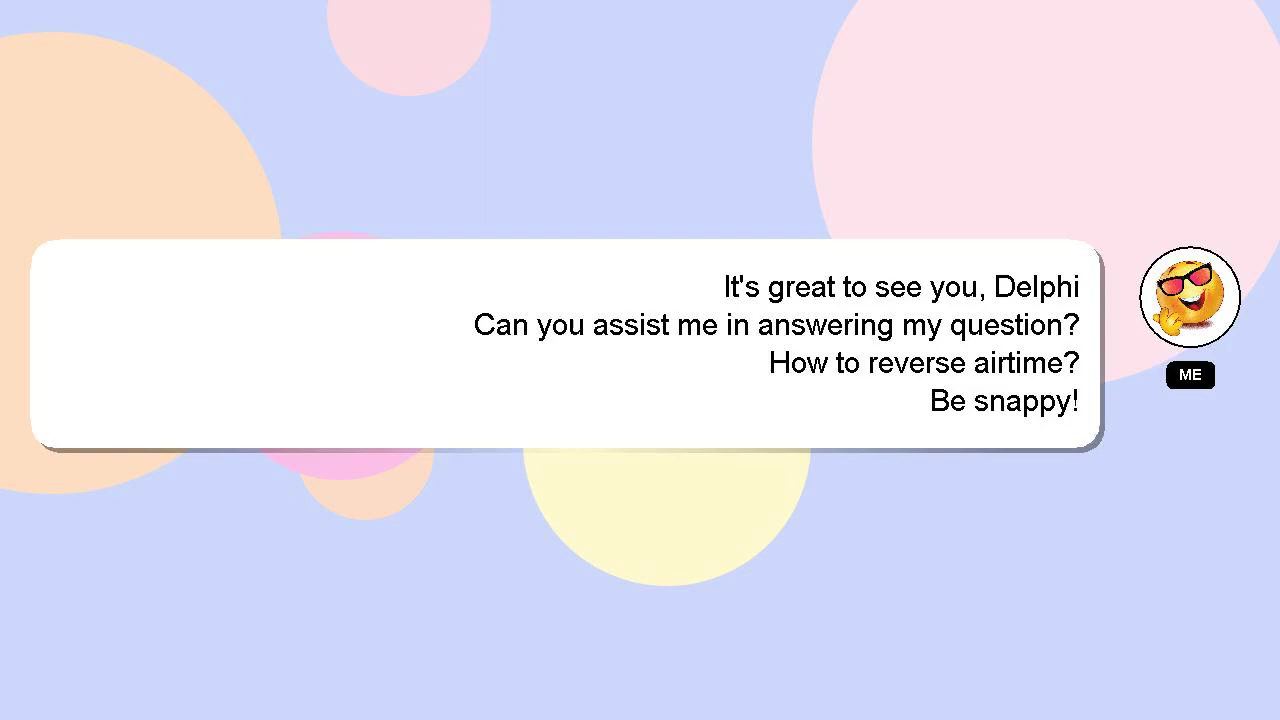 It's great to see you, Delphi
Can you assist me in answering my question?
How to reverse airtime?
Be snappy!
ME